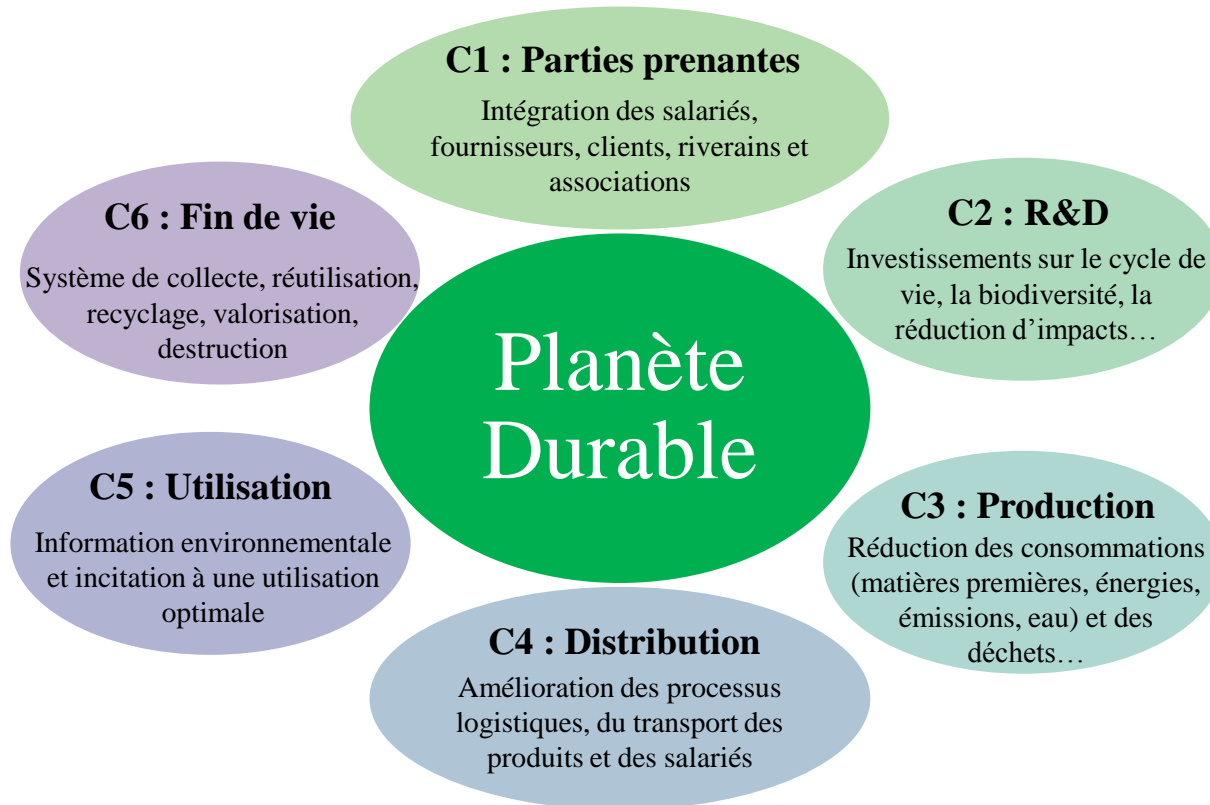 C1 : Parties prenantes
Intégration des salariés,
fournisseurs, clients, riverains et
associations
C2 : R&D
Investissements sur le cycle de
vie, la biodiversité, la
réduction d’impacts…
C3 : Production
Réduction des consommations
(matières premières, énergies,
émissions, eau) et des
déchets…
C4 : Distribution
Amélioration des processus
logistiques, du transport des
produits et des salariés
C5 : Utilisation
Information environnementale
et incitation à une utilisation
optimale
C6 : Fin de vie
Système de collecte, réutilisation,
recyclage, valorisation,
destruction
Planète
Durable